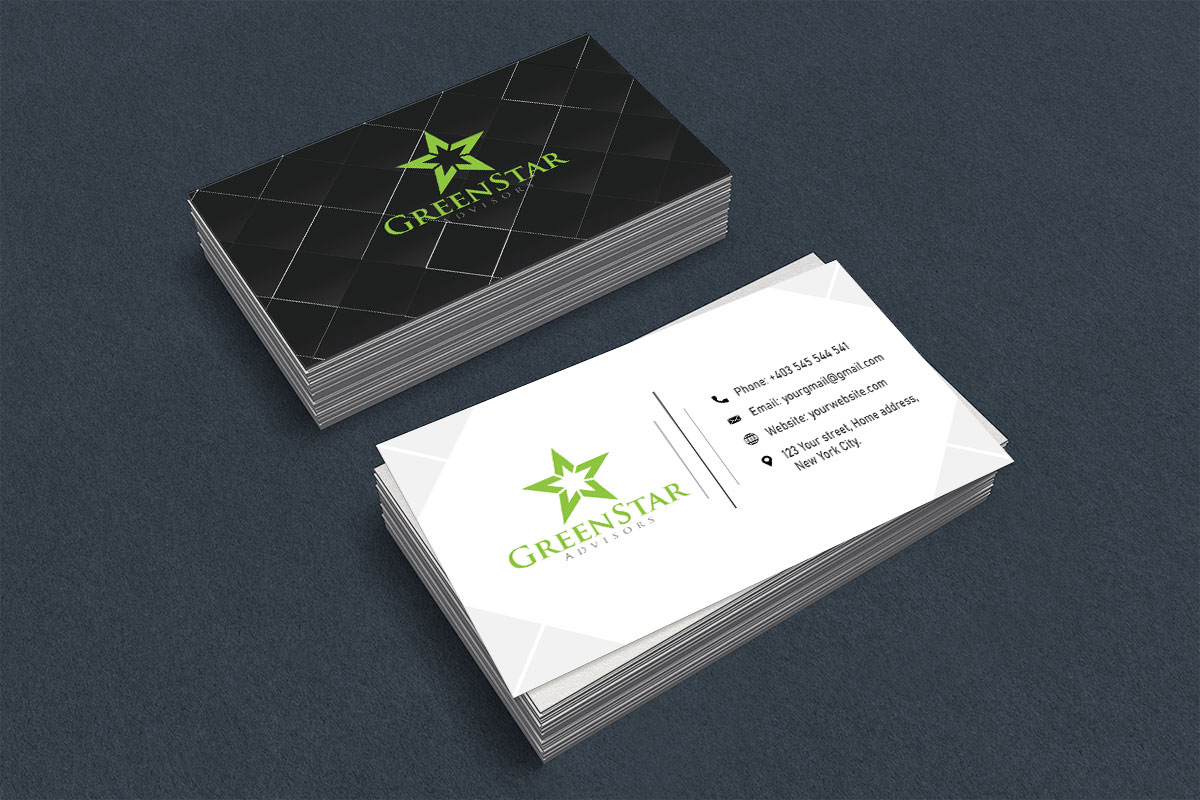 GREENSTAR
ADVISORS
GREENSTAR
ADVISORS
Phone: +403 545 544 541
Email: yourgmail@gmail.com
Website: yourwebsite.com
123 Your street, Home address,
New York City.